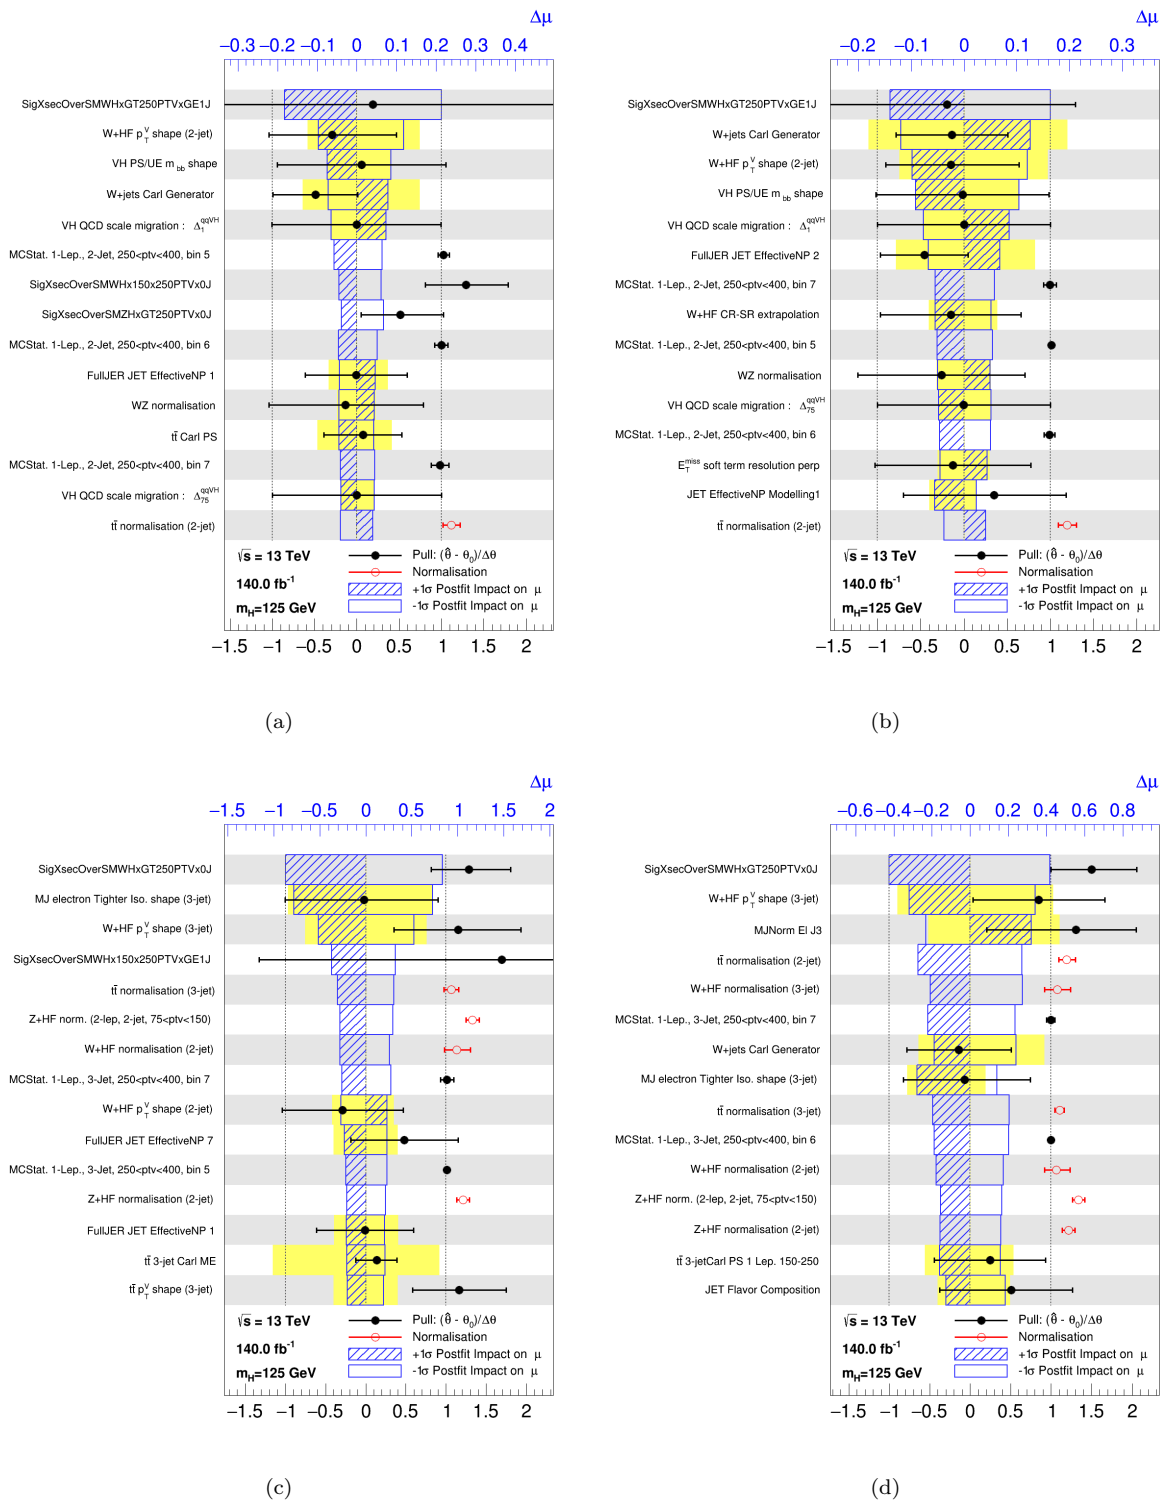 Δμ
−0.3 −0.2 −0.1 0 0.1 0.2 0.3 0.4
SigXsecOverSMWHxGT250PTVxGE1J
W+HF p_T^V shape (2-jet)
VH PS/UE m_bb shape
W+jets Carl Generator
VH QCD scale migration : Δ_1^qqVH
MCStat. 1-Lep., 2-Jet, 250<ptv<400, bin 5
SigXsecOverSMWHx150x250PTVx0J
SigXsecOverSMZHxGT250PTVx0J
MCStat. 1-Lep., 2-Jet, 250<ptv<400, bin 6
FullJER JET EffectiveNP 1
WZ normalisation
tt̄ Carl PS
MCStat. 1-Lep., 2-Jet, 250<ptv<400, bin 7
VH QCD scale migration : Δ_75^qqVH
tt̄ normalisation (2-jet)
√s = 13 TeV
140.0 fb⁻¹
m_H=125 GeV
Pull: (θ̂ - θ₀)/Δθ
Normalisation
+1σ Postfit Impact on μ
-1σ Postfit Impact on μ
−1.5 −1 −0.5 0 0.5 1 1.5 2
(a)
Δμ
−0.2 −0.1 0 0.1 0.2 0.3
SigXsecOverSMWHxGT250PTVxGE1J
W+jets Carl Generator
W+HF p_T^V shape (2-jet)
VH PS/UE m_bb shape
VH QCD scale migration : Δ_1^qqVH
FullJER JET EffectiveNP 2
MCStat. 1-Lep., 2-Jet, 250<ptv<400, bin 7
W+HF CR-SR extrapolation
MCStat. 1-Lep., 2-Jet, 250<ptv<400, bin 5
WZ normalisation
VH QCD scale migration : Δ_75^qqVH
MCStat. 1-Lep., 2-Jet, 250<ptv<400, bin 6
E_T^miss soft term resolution perp
JET EffectiveNP Modelling1
tt̄ normalisation (2-jet)
√s = 13 TeV
140.0 fb⁻¹
m_H=125 GeV
Pull: (θ̂ - θ₀)/Δθ
Normalisation
+1σ Postfit Impact on μ
-1σ Postfit Impact on μ
−1.5 −1 −0.5 0 0.5 1 1.5 2
(b)
Δμ
−1.5 −1 −0.5 0 0.5 1 1.5 2
SigXsecOverSMWHxGT250PTVx0J
MJ electron Tighter Iso. shape (3-jet)
W+HF p_T^V shape (3-jet)
SigXsecOverSMWHx150x250PTVxGE1J
tt̄ normalisation (3-jet)
Z+HF norm. (2-lep, 2-jet, 75<ptv<150)
W+HF normalisation (2-jet)
MCStat. 1-Lep., 3-Jet, 250<ptv<400, bin 7
W+HF p_T^V shape (2-jet)
FullJER JET EffectiveNP 7
MCStat. 1-Lep., 3-Jet, 250<ptv<400, bin 5
Z+HF normalisation (2-jet)
FullJER JET EffectiveNP 1
tt̄ 3-jet Carl ME
tt̄ p_T^V shape (3-jet)
√s = 13 TeV
140.0 fb⁻¹
m_H=125 GeV
Pull: (θ̂ - θ₀)/Δθ
Normalisation
+1σ Postfit Impact on μ
-1σ Postfit Impact on μ
−1.5 −1 −0.5 0 0.5 1 1.5 2
(c)
Δμ
−0.6 −0.4 −0.2 0 0.2 0.4 0.6 0.8
SigXsecOverSMWHxGT250PTVx0J
W+HF p_T^V shape (3-jet)
MJNorm El J3
tt̄ normalisation (2-jet)
W+HF normalisation (3-jet)
MCStat. 1-Lep., 3-Jet, 250<ptv<400, bin 7
W+jets Carl Generator
MJ electron Tighter Iso. shape (3-jet)
tt̄ normalisation (3-jet)
MCStat. 1-Lep., 3-Jet, 250<ptv<400, bin 6
W+HF normalisation (2-jet)
Z+HF norm. (2-lep, 2-jet, 75<ptv<150)
Z+HF normalisation (2-jet)
tt̄ 3-jetCarl PS 1 Lep. 150-250
JET Flavor Composition
√s = 13 TeV
140.0 fb⁻¹
m_H=125 GeV
Pull: (θ̂ - θ₀)/Δθ
Normalisation
+1σ Postfit Impact on μ
-1σ Postfit Impact on μ
−1.5 −1 −0.5 0 0.5 1 1.5 2
(d)